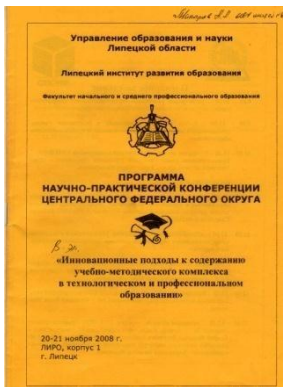 Управление образования и науки
Липецкой области
Липецкий институт развития образования
Факультет начального и среднего профессионального образования
ПРОГРАММА
НАУЧНО-ПРАКТИЧЕСКОЙ КОНФЕРЕНЦИИ
ЦЕНТРАЛЬНОГО ФЕДЕРАЛЬНОГО ОКРУГА
«Инновационные подходы к содержанию
учебно-методического комплекса
в технологическом и профессиональном
образовании»
20-21 ноября 2008 г.
ЛИРО, корпус 1
г. Липецк